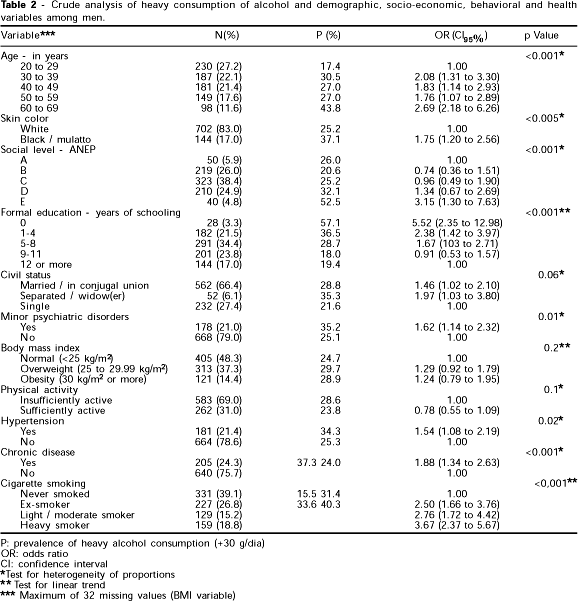 Table 2 - Crude analysis of heavy consumption of alcohol and demographic, socio-economic, behavioral and health
variables among men.
Variable*** N(%) P (%) OR (CI95%) p Value
Age - in years <0.001*
20 to 29 230 (27.2) 17.4 1.00
30 to 39 187 (22.1) 30.5 2.08 (1.31 to 3.30)
40 to 49 181 (21.4) 27.0 1.83 (1.14 to 2.93)
50 to 59 149 (17.6) 27.0 1.76 (1.07 to 2.89)
60 to 69 98 (11.6) 43.8 2.69 (2.18 to 6.26)
Skin color <0.005*
White 702 (83.0) 25.2 1.00
Black / mulatto 144 (17.0) 37.1 1.75 (1.20 to 2.56)
Social level - ANEP <0.001*
A 50 (5.9) 26.0 1.00
B 219 (26.0) 20.6 0.74 (0.36 to 1.51)
C 323 (38.4) 25.2 0.96 (0.49 to 1.90)
D 210 (24.9) 32.1 1.34 (0.67 to 2.69)
E 40 (4.8) 52.5 3.15 (1.30 to 7.63)
Formal education - years of schooling <0.001**
0 28 (3.3) 57.1 5.52 (2.35 to 12.98)
1-4 182 (21.5) 36.5 2.38 (1.42 to 3.97)
5-8 291 (34.4) 28.7 1.67 (103 to 2.71)
9-11 201 (23.8) 18.0 0.91 (0.53 to 1.57)
12 or more 144 (17.0) 19.4 1.00
Civil status 0.06*
Married / in conjugal union 562 (66.4) 28.8 1.46 (1.02 to 2.10)
Separated / widow(er) 52 (6.1) 35.3 1.97 (1.03 to 3.80)
Single 232 (27.4) 21.6 1.00
Minor psychiatric disorders 0.01*
Yes 178 (21.0) 35.2 1.62 (1.14 to 2.32)
No 668 (79.0) 25.1 1.00
Body mass index 0.2**
Normal (<25 kg/m2) 405 (48.3) 24.7 1.00
Overweight (25 to 29.99 kg/m2) 313 (37.3) 29.7 1.29 (0.92 to 1.79)
Obesity (30 kg/m2 or more) 121 (14.4) 28.9 1.24 (0.79 to 1.95)
Physical activity 0.1*
Insufficiently active 583 (69.0) 28.6 1.00
Sufficiently active 262 (31.0) 23.8 0.78 (0.55 to 1.09)
Hypertension 0.02*
Yes 181 (21.4) 34.3 1.54 (1.08 to 2.19)
No 664 (78.6) 25.3 1.00
Chronic disease <0.001*
Yes 205 (24.3) 37.3 24.0 1.88 (1.34 to 2.63)
No 640 (75.7) 1.00
Cigarette smoking <0,001**
Never smoked 331 (39.1) 15.5 31.4 1.00
Ex-smoker 227 (26.8) 33.6 40.3 2.50 (1.66 to 3.76)
Light / moderate smoker 129 (15.2) 2.76 (1.72 to 4.42)
Heavy smoker 159 (18.8) 3.67 (2.37 to 5.67)
P: prevalence of heavy alcohol consumption (+30 g/dia)
OR: odds ratio
CI: confidence interval
*Test for heterogeneity of proportions
** Test for linear trend
*** Maximum of 32 missing values (BMI variable)